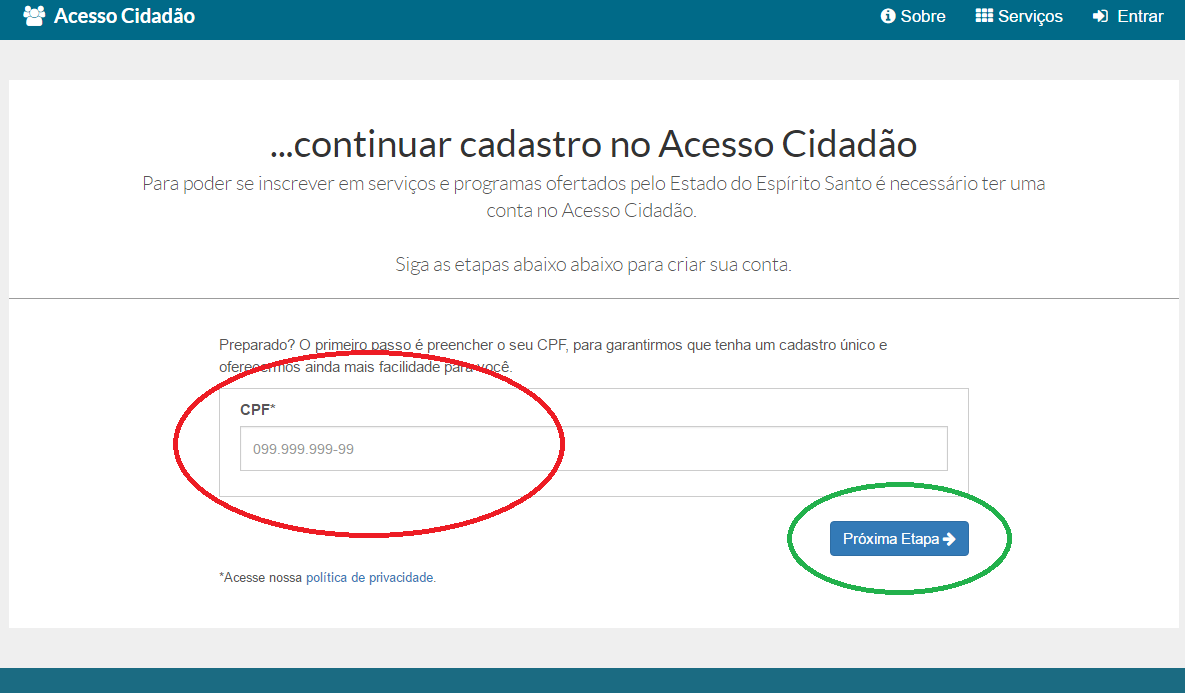 Acesso Cidadão
Sobre
Serviços
Entrar
...continuar cadastro no Acesso Cidadão
Para poder se inscrever em serviços e programas ofertados pelo Estado do Espírito Santo é necessário ter uma
conta no Acesso Cidadão.
Siga as etapas abaixo abaixo para criar sua conta.
Preparado? O primeiro passo é preencher o seu CPF, para garantirmos que tenha um cadastro único e
oferecermos ainda mais facilidade para você.
CPF*
099.999.999-99
Próxima Etapa
*Acesse nossa política de privacidade.